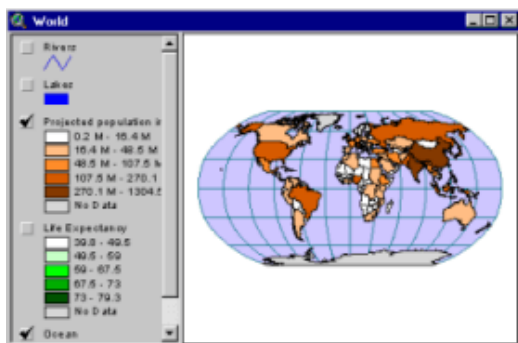 World
Rivers
Lakes
Projected population i
0.2 M - 16.4 M
16.4 M - 48.5 M
48.5 M - 107.5 M
107.5 M - 270.1
270.1 M - 1304.5
No Data
Life Expectancy
39.8 - 49.5
49.5 - 59
59 - 67.5
67.5 - 73
73 - 79.3
No Data
Ocean